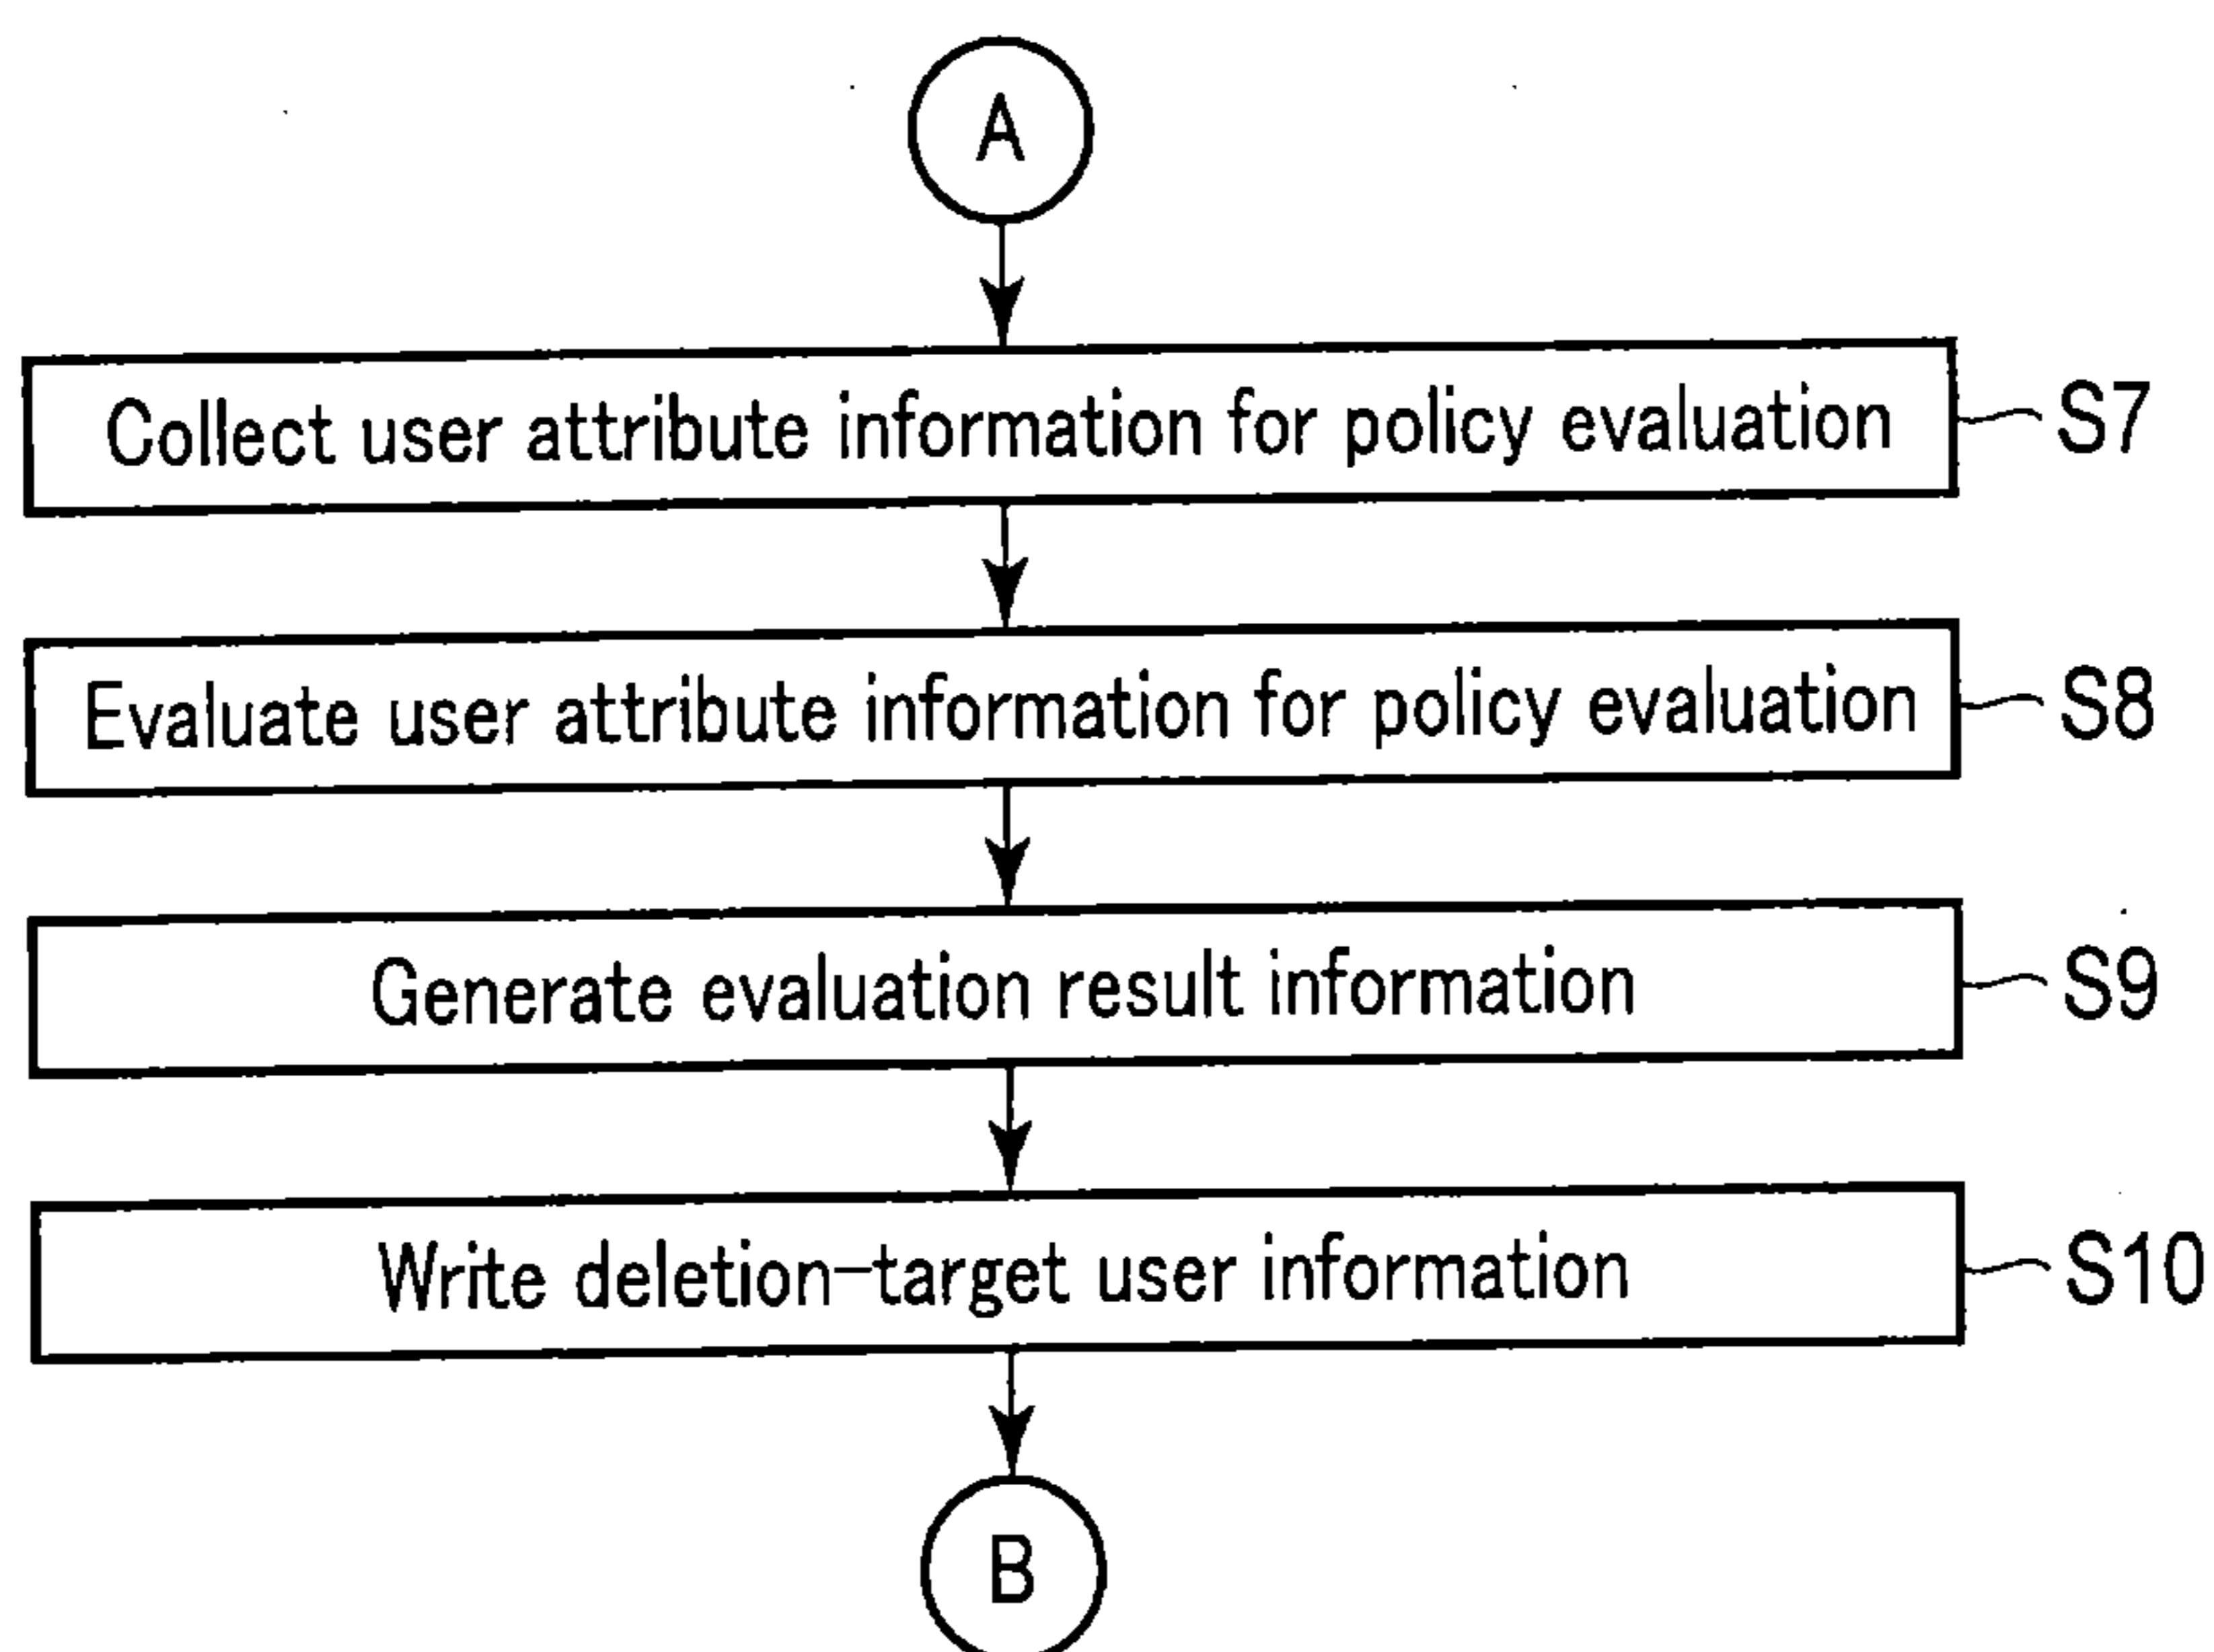 A
Collect user attribute information for policy evaluation S7
Evaluate user attribute information for policy evaluation S8
Generate evaluation result information S9
Write deletion-target user information S10
B